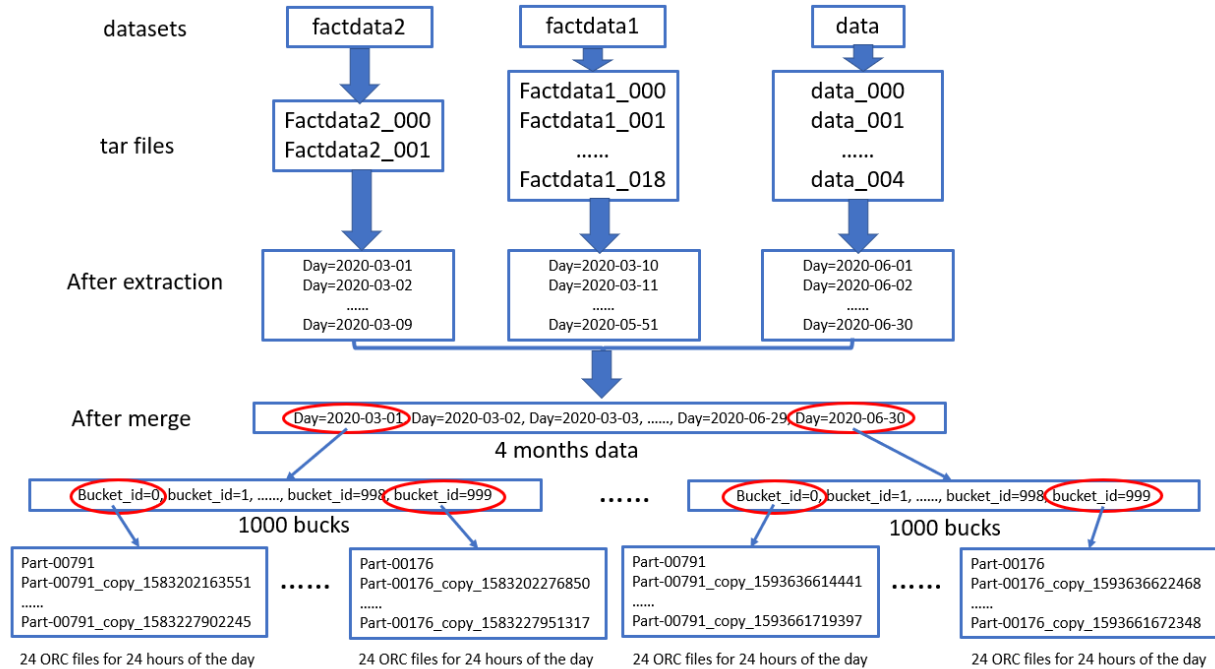 datasets
factdata2
factdata1
data
tar files
Factdata2_000
Factdata2_001
Factdata1_000
Factdata1_001
......
Factdata1_018
data_000
data_001
......
data_004
After extraction
Day=2020-03-01
Day=2020-03-02
......
Day=2020-03-09
Day=2020-03-10
Day=2020-03-11
......
Day=2020-05-51
Day=2020-06-01
Day=2020-06-02
......
Day=2020-06-30
After merge
Day=2020-03-01, Day=2020-03-02, Day=2020-03-03, ......, Day=2020-06-29, Day=2020-06-30
4 months data
Bucket_id=0, bucket_id=1, ......, bucket_id=998, bucket_id=999
......
Bucket_id=0, bucket_id=1, ......, bucket_id=998, bucket_id=999
1000 bucks
1000 bucks
Part-00791
Part-00791_copy_1583202163551
......
Part-00791_copy_1583227902245
......
Part-00176
Part-00176_copy_1583202276850
......
Part-00176_copy_1583227951317
Part-00791
Part-00791_copy_1593636614441
......
Part-00791_copy_1593661719397
......
Part-00176
Part-00176_copy_1593636622468
......
Part-00176_copy_1593661672348
24 ORC files for 24 hours of the day
24 ORC files for 24 hours of the day
24 ORC files for 24 hours of the day
24 ORC files for 24 hours of the day